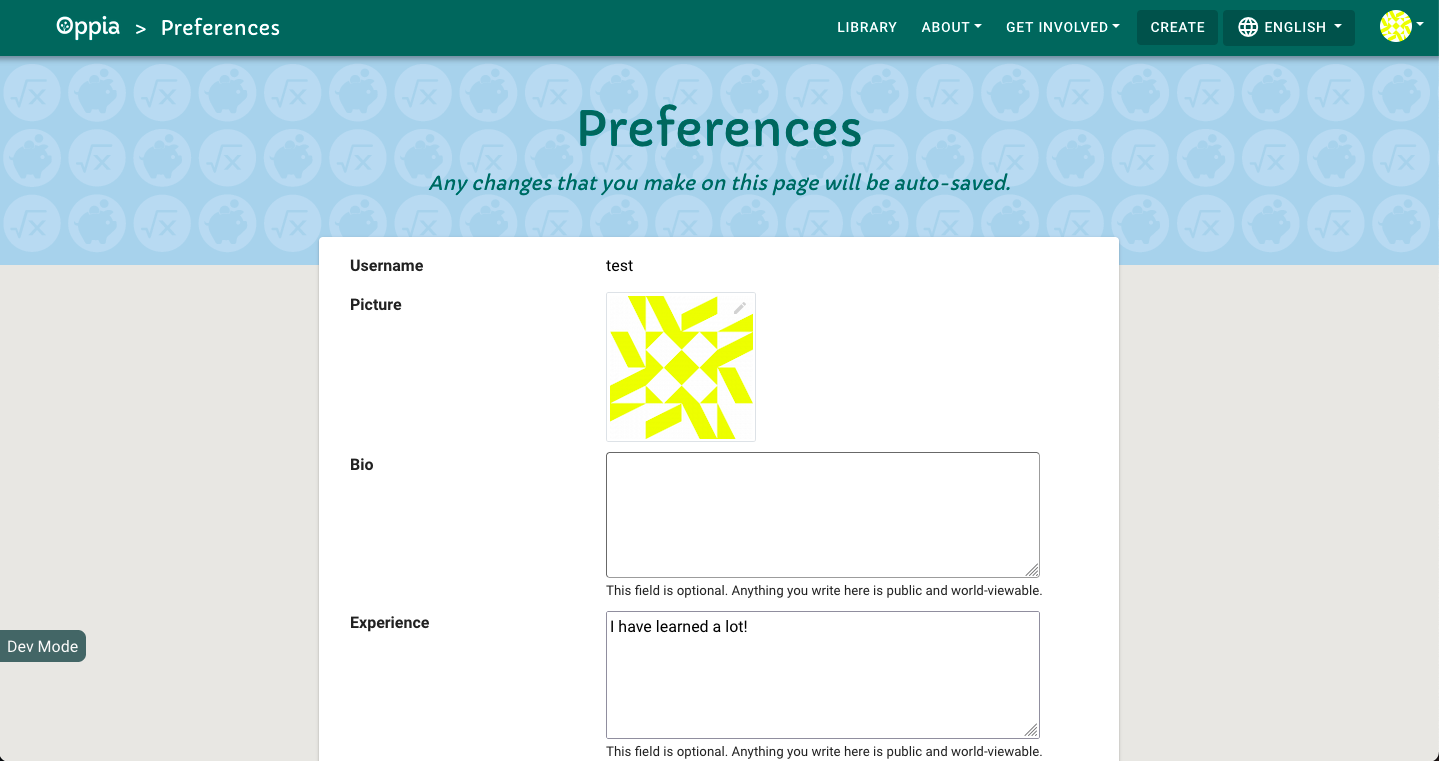 Oppia > Preferences
LIBRARY ABOUT GET INVOLVED CREATE ENGLISH
Preferences
Any changes that you make on this page will be auto-saved.
Username test
Picture
Bio
This field is optional. Anything you write here is public and world-viewable.
Experience
I have learned a lot!
Dev Mode
This field is optional. Anything you write here is public and world-viewable.